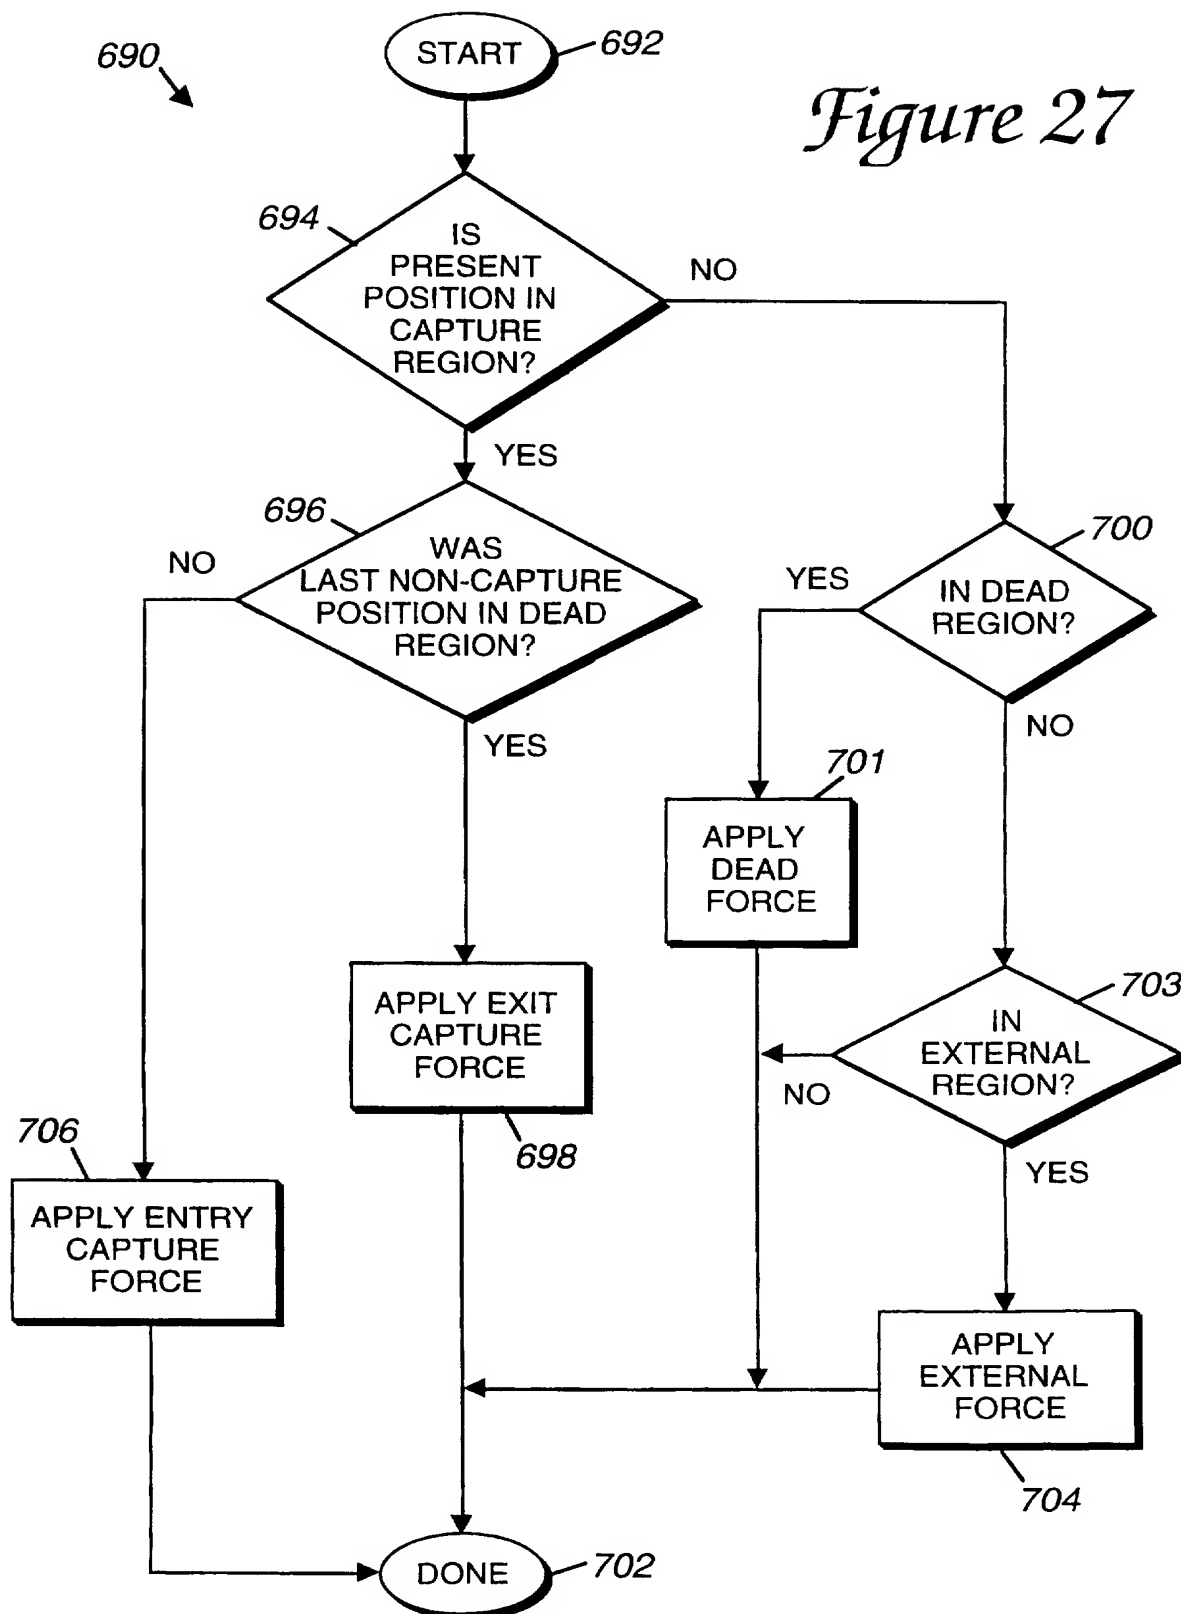 690
START
692
Figure 27
694
IS
PRESENT
POSITION IN
CAPTURE
REGION?
NO
YES
696
WAS
LAST NON-CAPTURE
POSITION IN DEAD
REGION?
NO
YES
700
IN DEAD
REGION?
YES
NO
701
APPLY
DEAD
FORCE
703
IN
EXTERNAL
REGION?
NO
YES
APPLY EXIT
CAPTURE
FORCE
698
706
APPLY ENTRY
CAPTURE
FORCE
APPLY
EXTERNAL
FORCE
704
DONE
702